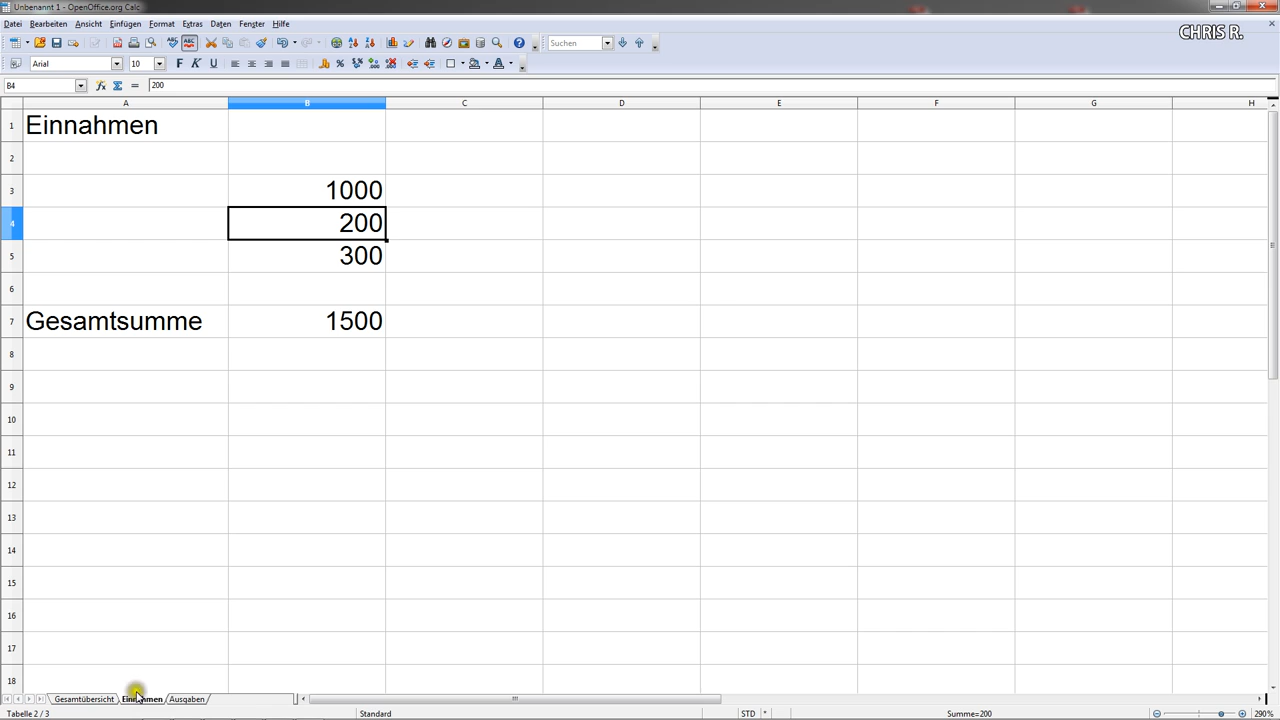 Unbenannt 1 - OpenOffice.org Calc
Datei Bearbeiten Ansicht Einfügen Format Extras Daten Fenster Hilfe
CHRIS R.
Suchen
Arial 10 F K U
B4 = 200
A B C D E F G H
1 Einnahmen
2
3 1000
4 200
5 300
6
7 Gesamtsumme 1500
8
9
10
11
12
13
14
15
16
17
18
Gesamtübersicht Einnahmen Ausgaben
Tabelle 2 / 3 Standard STD * Summe=200 290%